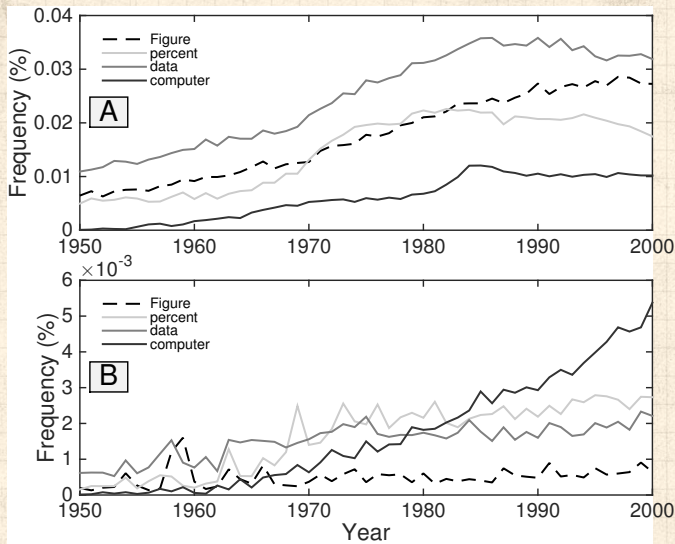 0.04
0.03
0.02
0.01
0
Frequency (%)
Figure
percent
data
computer
A
1950 1960 1970 1980 1990 2000
×10⁻³
6
5
4
3
2
1
0
Frequency (%)
Figure
percent
data
computer
B
1950 1960 1970 1980 1990 2000
Year